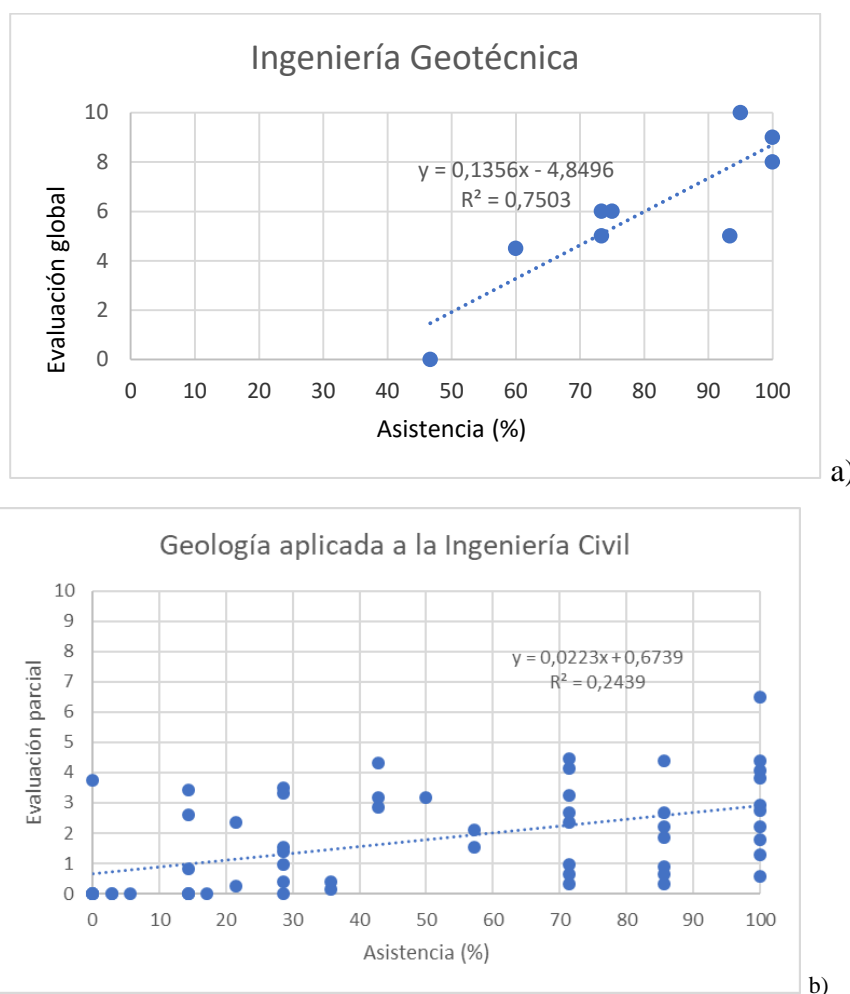 Ingeniería Geotécnica
10
8
6
4
2
0
Evaluación global
y = 0,1356x - 4,8496
R² = 0,7503
0 10 20 30 40 50 60 70 80 90 100
Asistencia (%)
a)
Geología aplicada a la Ingeniería Civil
10
9
8
7
6
5
4
3
2
1
0
Evaluación parcial
y = 0,0223x + 0,6739
R² = 0,2439
0 10 20 30 40 50 60 70 80 90 100
Asistencia (%)
b)